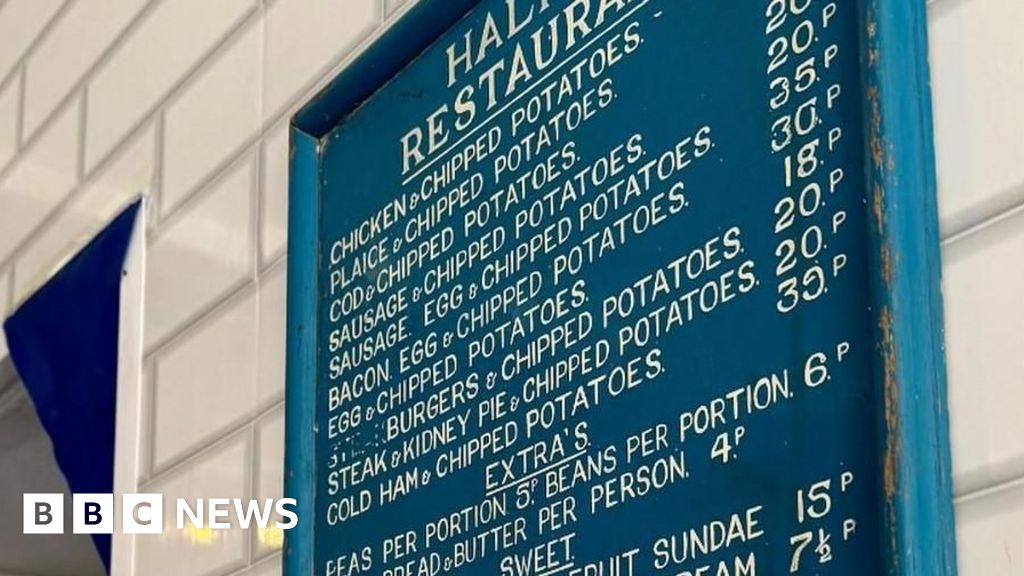 HAL
RESTAURA
CHICKEN & CHIPPED POTATOES.
PLAICE & CHIPPED POTATOES.
COD & CHIPPED POTATOES. 20
SAUSAGE & CHIPPED POTATOES. 20.P
SAUSAGE, EGG & CHIPPED POTATOES. 35.P
BACON, EGG & CHIPPED POTATOES. 30.P
EGG & CHIPPED POTATOES. 18.P
BURGERS & CHIPPED POTATOES. 20.P
STEAK & KIDNEY PIE & CHIPPED POTATOES. 20.P
COLD HAM & CHIPPED POTATOES. 30.P
EXTRA'S.
PEAS PER PORTION 5P BEANS PER PORTION. 6.P
BREAD & BUTTER PER PERSON. 4.P
SWEET.
FRUIT SUNDAE 15P
7½P
BBC NEWS